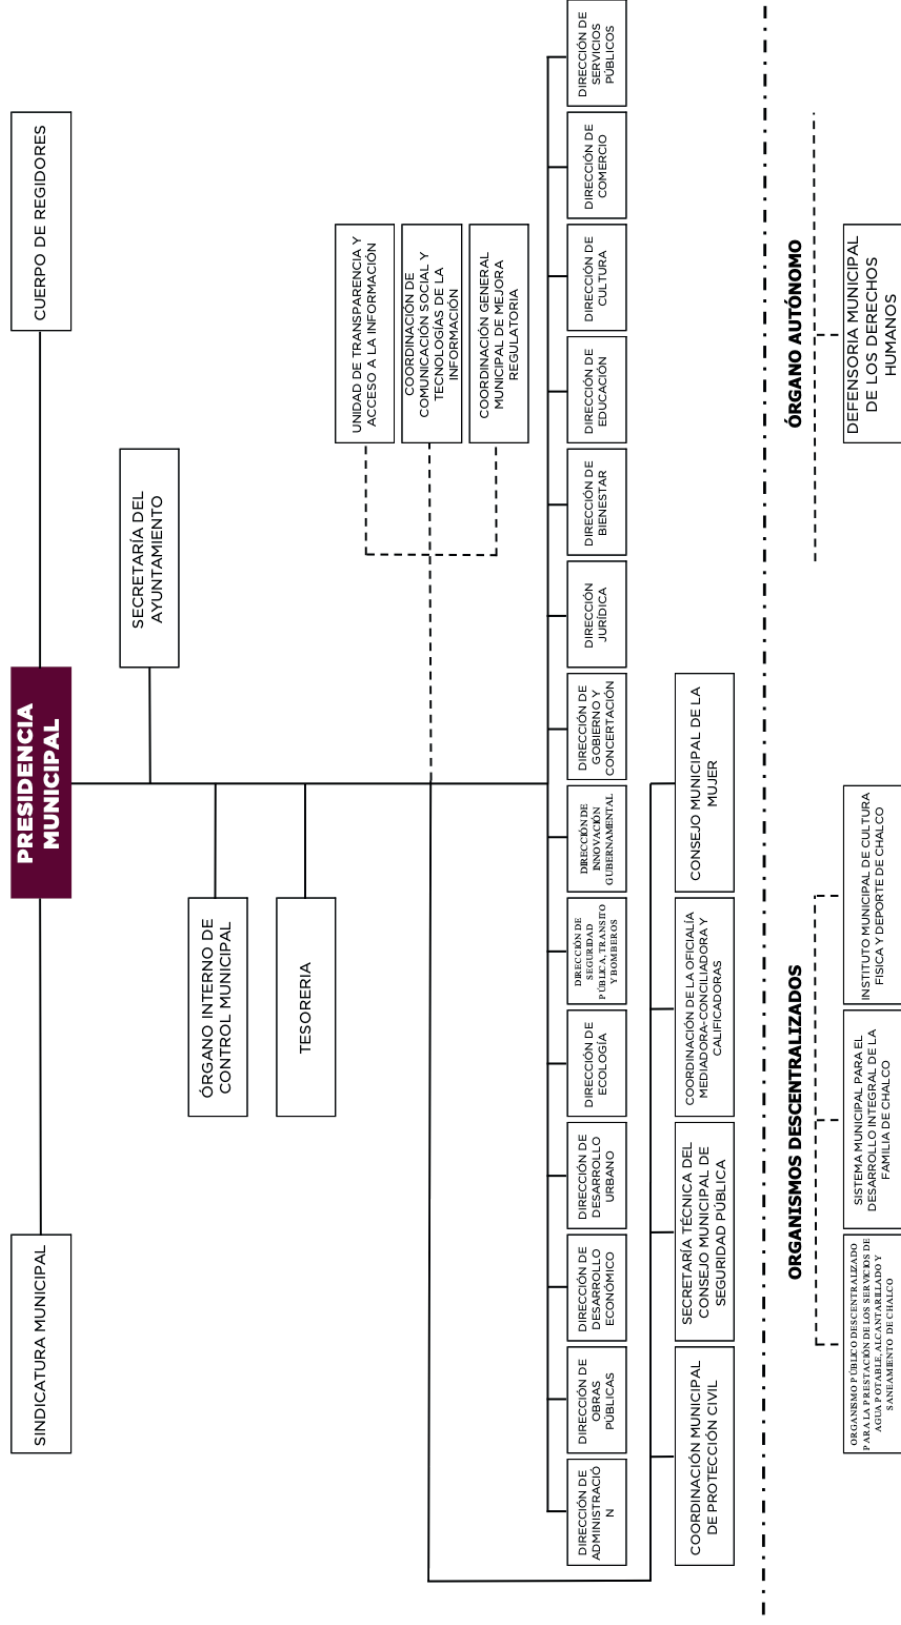 SINDICATURA MUNICIPAL
PRESIDENCIA
MUNICIPAL
CUERPO DE REGIDORES
SECRETARÍA DEL
AYUNTAMIENTO
ÓRGANO INTERNO DE
CONTROL MUNICIPAL
TESORERIA
UNIDAD DE TRANSPARENCIA Y
ACCESO A LA INFORMACIÓN
COORDINACIÓN DE
COMUNICACIÓN SOCIAL Y
TECNOLOGÍAS DE LA
INFORMACIÓN
COORDINACIÓN GENERAL
MUNICIPAL DE MEJORA
REGULATORIA
DIRECCIÓN DE
ADMINISTRACIÓ
N
DIRECCIÓN DE
OBRAS
PÚBLICAS
DIRECCIÓN DE
DESARROLLO
ECONÓMICO
DIRECCIÓN DE
DESARROLLO
URBANO
DIRECCIÓN DE
ECOLOGÍA
DIRECCIÓN DE
SEGURIDAD
PÚBLICA, TRANSITO
Y BOMBEROS
DIRECCIÓN DE
INNOVACIÓN
GUBERNAMENTAL
DIRECCIÓN DE
GOBIERNO Y
CONCERTACIÓN
DIRECCIÓN
JURÍDICA
DIRECCIÓN DE
BIENESTAR
DIRECCIÓN DE
EDUCACIÓN
DIRECCIÓN DE
CULTURA
DIRECCIÓN DE
COMERCIO
DIRECCIÓN DE
SERVICIOS
PÚBLICOS
COORDINACIÓN MUNICIPAL
DE PROTECCIÓN CIVIL
SECRETARÍA TÉCNICA DEL
CONSEJO MUNICIPAL DE
SEGURIDAD PÚBLICA
COORDINACIÓN DE LA OFICIALÍA
MEDIADORA-CONCILIADORA Y
CALIFICADORAS
CONSEJO MUNICIPAL DE LA
MUJER
ORGANISMOS DESCENTRALIZADOS
ÓRGANO AUTÓNOMO
ORGANISMO PÚBLICO DESCENTRALIZADO
PARA LA PRESTACIÓN DE LOS SERVICIOS DE
AGUA POTABLE, ALCANTARILLADO Y
SANEAMIENTO DE CHALCO
SISTEMA MUNICIPAL PARA EL
DESARROLLO INTEGRAL DE LA
FAMILIA DE CHALCO
INSTITUTO MUNICIPAL DE CULTURA
FISICA Y DEPORTE DE CHALCO
DEFENSORIA MUNICIPAL
DE LOS DERECHOS
HUMANOS